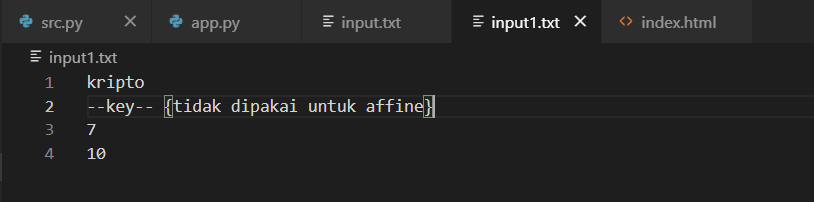 src.py app.py input.txt input1.txt index.html
input1.txt
1 kripto
2 --key-- {tidak dipakai untuk affine}
3 7
4 10